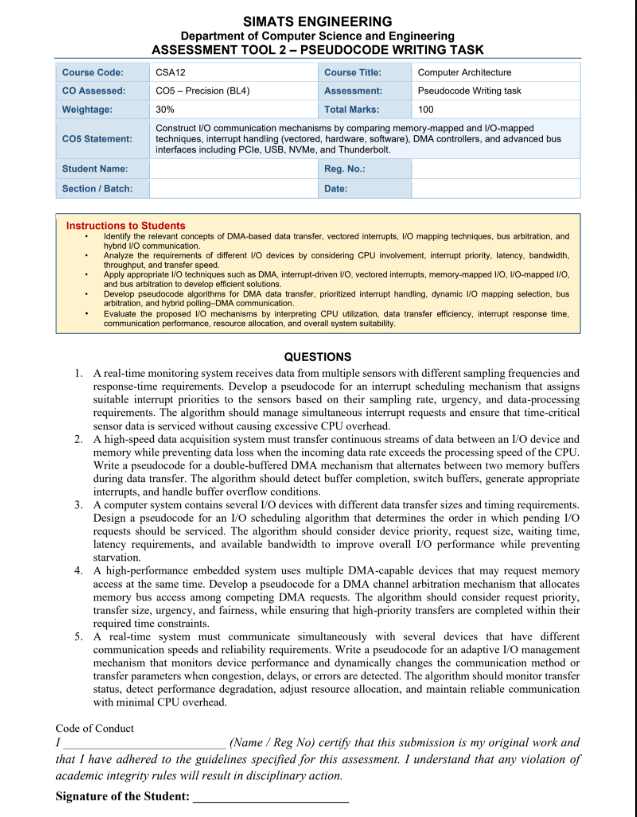 SIMATS ENGINEERING
Department of Computer Science and Engineering
ASSESSMENT TOOL 2 – PSEUDOCODE WRITING TASK
Course Code: CSA12 Course Title: Computer Architecture
CO Assessed: CO5 – Precision (BL4) Assessment: Pseudocode Writing task
Weightage: 30% Total Marks: 100
CO5 Statement: Construct I/O communication mechanisms by comparing memory-mapped and I/O-mapped
techniques, interrupt handling (vectored, hardware, software), DMA controllers, and advanced bus
interfaces including PCIe, USB, NVMe, and Thunderbolt.
Student Name: Reg. No.:
Section / Batch: Date:
Instructions to Students
• Identify the relevant concepts of DMA-based data transfer, vectored interrupts, I/O mapping techniques, bus arbitration, and
hybrid I/O communication.
• Analyze the requirements of different I/O devices by considering CPU involvement, interrupt priority, latency, bandwidth,
throughput, and transfer speed.
• Apply appropriate I/O techniques such as DMA, interrupt-driven I/O, vectored interrupts, memory-mapped I/O, I/O-mapped I/O,
and bus arbitration to develop efficient solutions.
• Develop pseudocode algorithms for DMA data transfer, prioritized interrupt handling, dynamic I/O mapping selection, bus
arbitration, and hybrid polling–DMA communication.
• Evaluate the proposed I/O mechanisms by interpreting CPU utilization, data transfer efficiency, interrupt response time,
communication performance, resource allocation, and overall system suitability.
QUESTIONS
1. A real-time monitoring system receives data from multiple sensors with different sampling frequencies and
response-time requirements. Develop a pseudocode for an interrupt scheduling mechanism that assigns
suitable interrupt priorities to the sensors based on their sampling rate, urgency, and data-processing
requirements. The algorithm should manage simultaneous interrupt requests and ensure that time-critical
sensor data is serviced without causing excessive CPU overhead.
2. A high-speed data acquisition system must transfer continuous streams of data between an I/O device and
memory while preventing data loss when the incoming data rate exceeds the processing speed of the CPU.
Write a pseudocode for a double-buffered DMA mechanism that alternates between two memory buffers
during data transfer. The algorithm should detect buffer completion, switch buffers, generate appropriate
interrupts, and handle buffer overflow conditions.
3. A computer system contains several I/O devices with different data transfer sizes and timing requirements.
Design a pseudocode for an I/O scheduling algorithm that determines the order in which pending I/O
requests should be serviced. The algorithm should consider device priority, request size, waiting time,
latency requirements, and available bandwidth to improve overall I/O performance while preventing
starvation.
4. A high-performance embedded system uses multiple DMA-capable devices that may request memory
access at the same time. Develop a pseudocode for a DMA channel arbitration mechanism that allocates
memory bus access among competing DMA requests. The algorithm should consider request priority,
transfer size, urgency, and fairness, while ensuring that high-priority transfers are completed within their
required time constraints.
5. A real-time system must communicate simultaneously with several devices that have different
communication speeds and reliability requirements. Write a pseudocode for an adaptive I/O management
mechanism that monitors device performance and dynamically changes the communication method or
transfer parameters when congestion, delays, or errors are detected. The algorithm should monitor transfer
status, detect performance degradation, adjust resource allocation, and maintain reliable communication
with minimal CPU overhead.
Code of Conduct
I ____________________________ (Name / Reg No) certify that this submission is my original work and
that I have adhered to the guidelines specified for this assessment. I understand that any violation of
academic integrity rules will result in disciplinary action.
Signature of the Student: ________________________